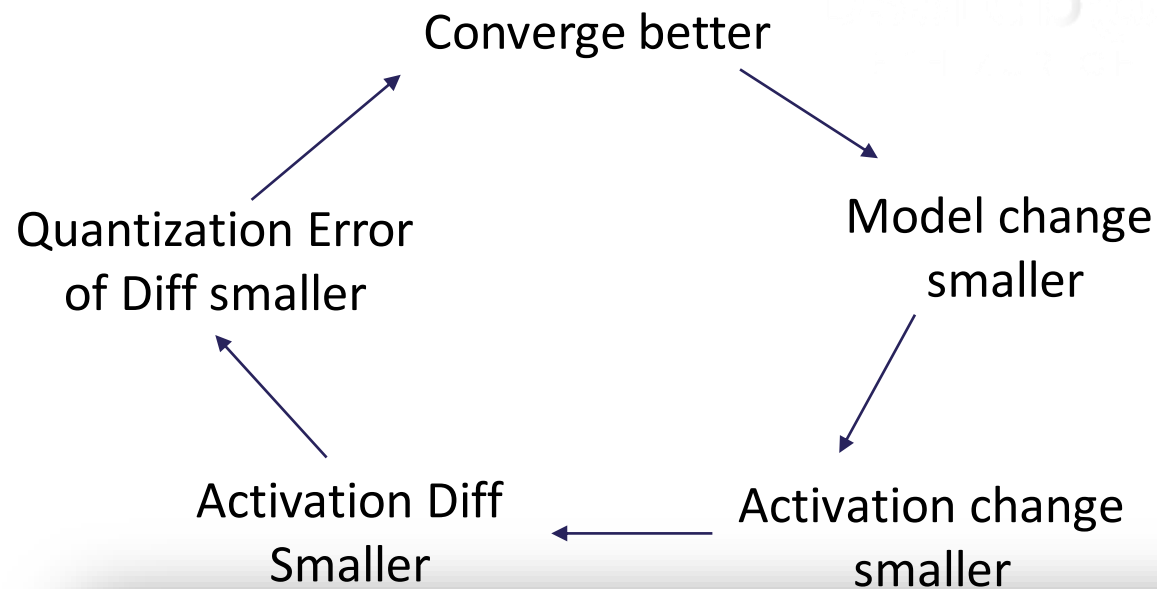 Converge better
Model change
smaller
Activation change
smaller
Activation Diff
Smaller
Quantization Error
of Diff smaller